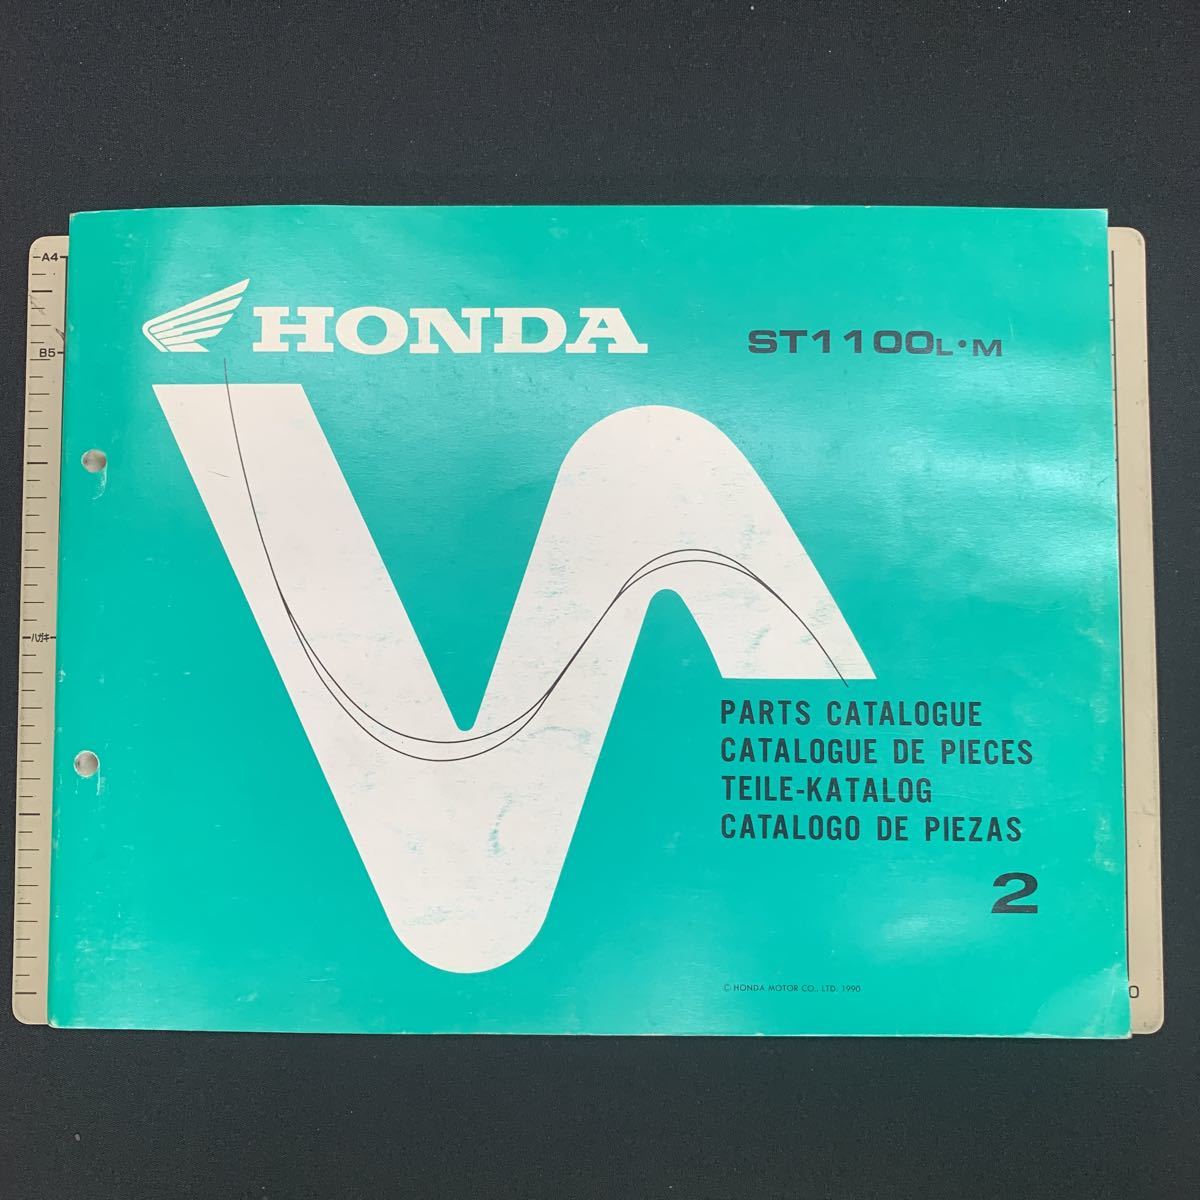 A4
B5
ハガキ
HONDA
ST1100L・M
PARTS CATALOGUE
CATALOGUE DE PIECES
TEILE-KATALOG
CATALOGO DE PIEZAS
2
© HONDA MOTOR CO., LTD. 1990
0